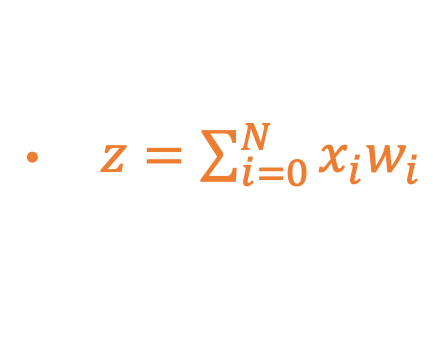 • z = ∑_{i=0}^{N} x_i w_i